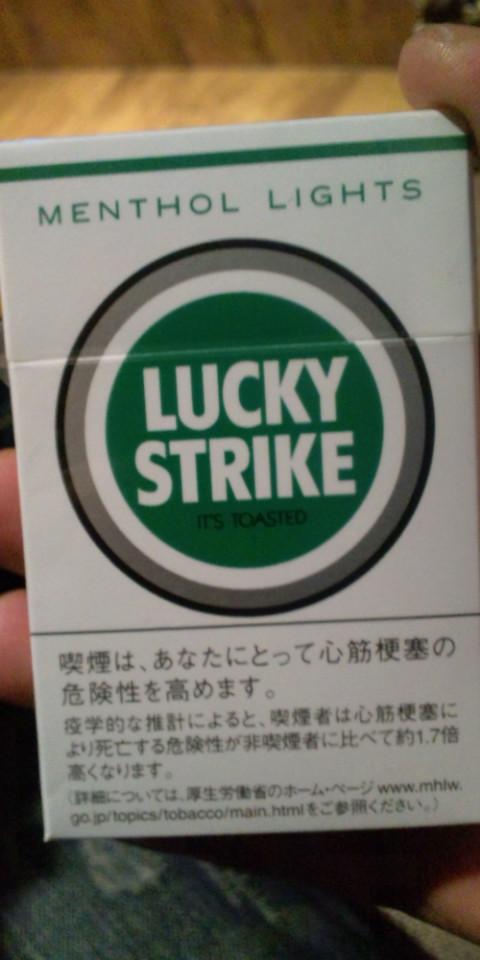 MENTHOL LIGHTS
LUCKY
STRIKE
IT'S TOASTED
喫煙は、あなたにとって心筋梗塞の
危険性を高めます。
疫学的な推計によると、喫煙者は心筋梗塞に
より死亡する危険性が非喫煙者に比べて約1.7倍
高くなります。
(詳細については、厚生労働省のホーム・ページ www.mhlw.
go.jp/topics/tobacco/main.htmlをご参照ください。)